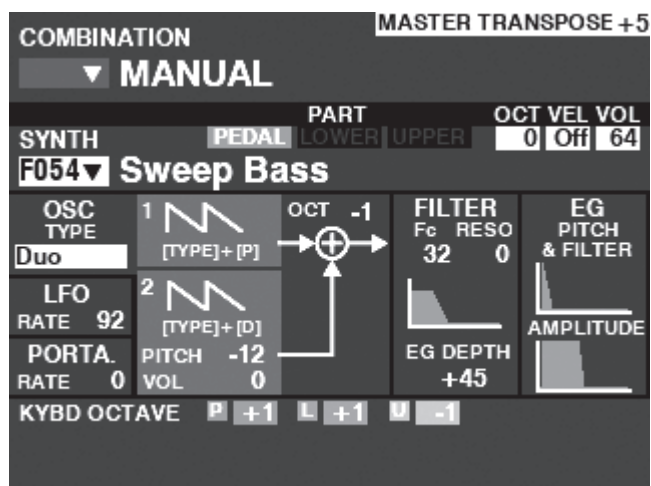 MASTER TRANSPOSE +5
COMBINATION
▼ MANUAL
PART OCT VEL VOL
SYNTH PEDAL LOWER UPPER 0 Off 64
F054▼ Sweep Bass
OSC TYPE
Duo
LFO
RATE 92
PORTA.
RATE 0
1
[TYPE]+[P]
2
[TYPE]+[D]
PITCH -12
VOL 0
OCT -1
FILTER
Fc RESO
32 0
EG DEPTH
+45
EG
PITCH
& FILTER
AMPLITUDE
KYBD OCTAVE P +1 L +1 U -1